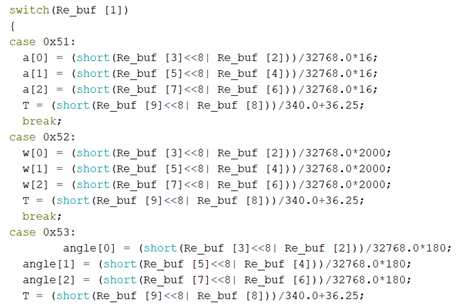 switch(Re_buf [1])
{
case 0x51:
a[0] = (short(Re_buf [3]<<8| Re_buf [2]))/32768.0*16;
a[1] = (short(Re_buf [5]<<8| Re_buf [4]))/32768.0*16;
a[2] = (short(Re_buf [7]<<8| Re_buf [6]))/32768.0*16;
T = (short(Re_buf [9]<<8| Re_buf [8]))/340.0+36.25;
break;
case 0x52:
w[0] = (short(Re_buf [3]<<8| Re_buf [2]))/32768.0*2000;
w[1] = (short(Re_buf [5]<<8| Re_buf [4]))/32768.0*2000;
w[2] = (short(Re_buf [7]<<8| Re_buf [6]))/32768.0*2000;
T = (short(Re_buf [9]<<8| Re_buf [8]))/340.0+36.25;
break;
case 0x53:
angle[0] = (short(Re_buf [3]<<8| Re_buf [2]))/32768.0*180;
angle[1] = (short(Re_buf [5]<<8| Re_buf [4]))/32768.0*180;
angle[2] = (short(Re_buf [7]<<8| Re_buf [6]))/32768.0*180;
T = (short(Re_buf [9]<<8| Re_buf [8]))/340.0+36.25;